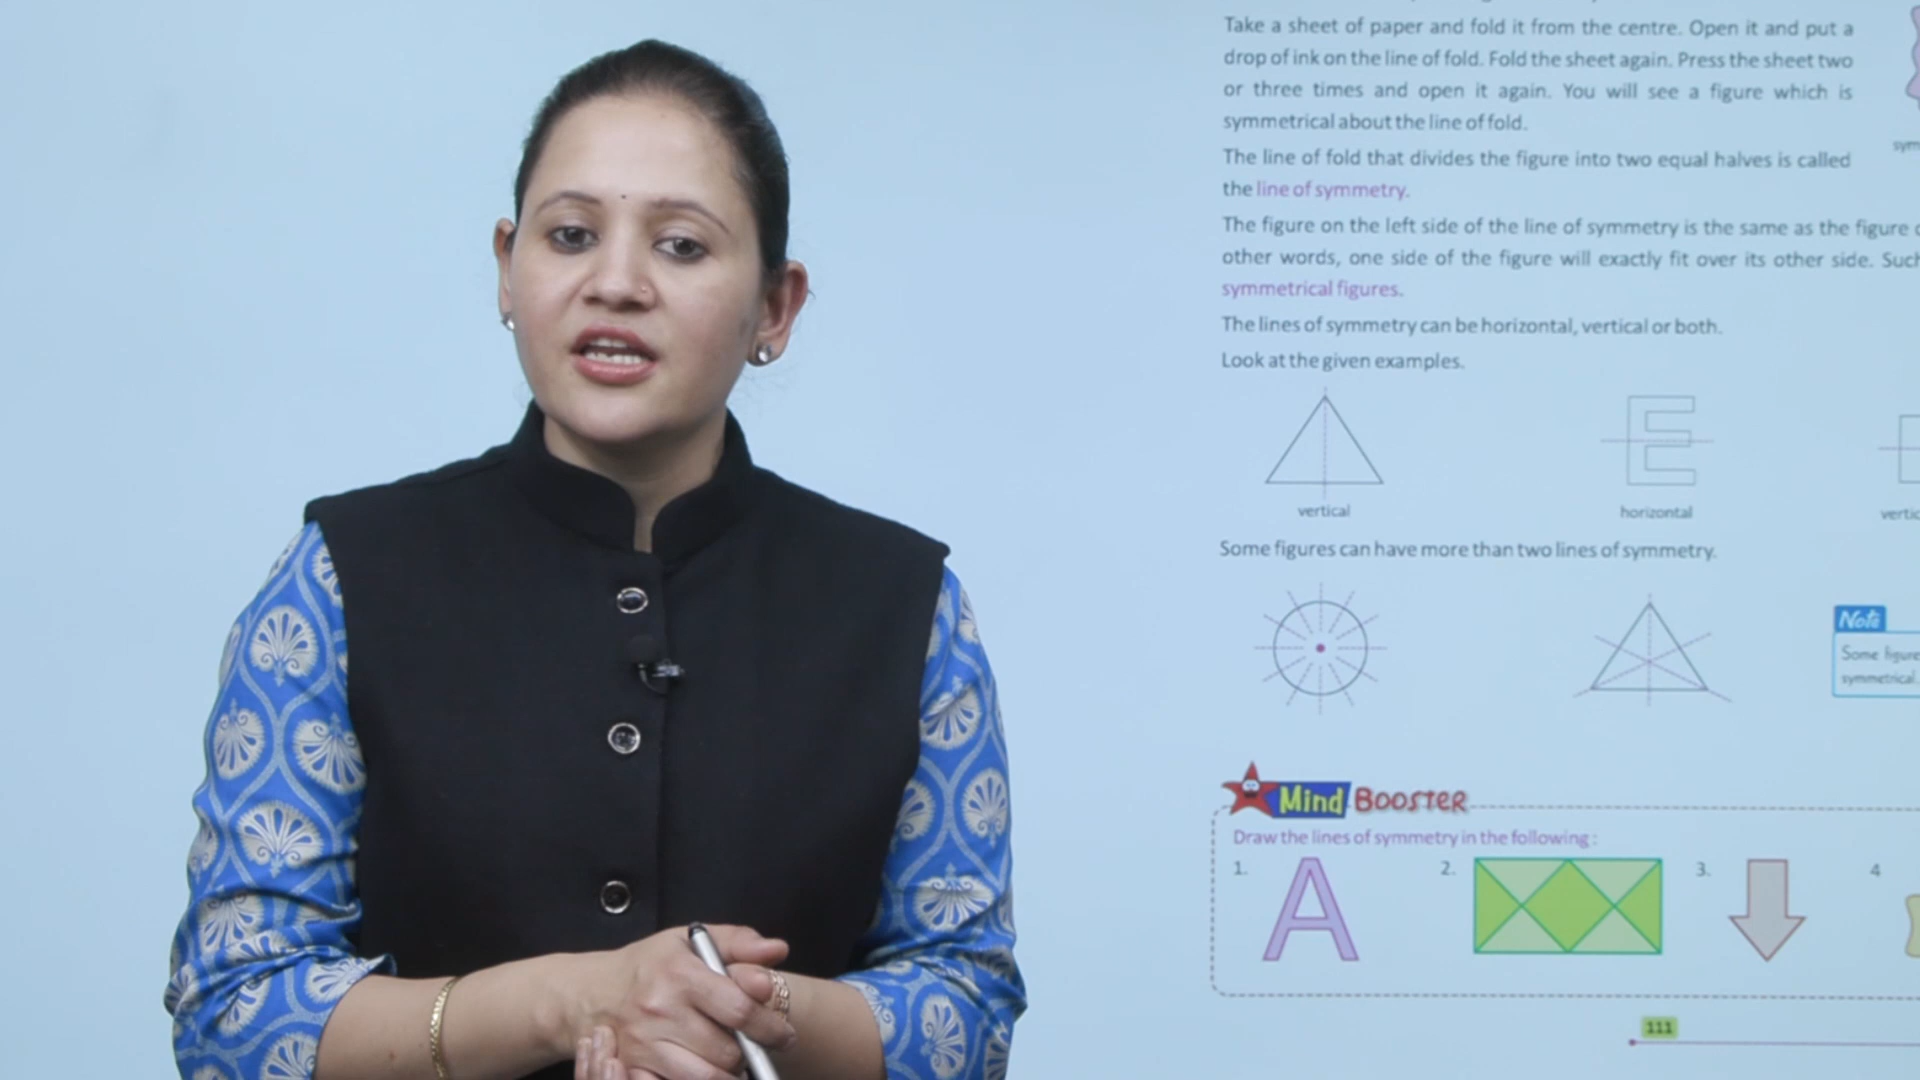 Take a sheet of paper and fold it from the centre. Open it and put a
drop of ink on the line of fold. Fold the sheet again. Press the sheet two
or three times and open it again. You will see a figure which is
symmetrical about the line of fold.
The line of fold that divides the figure into two equal halves is called
the line of symmetry.
The figure on the left side of the line of symmetry is the same as the figure
other words, one side of the figure will exactly fit over its other side. Such
symmetrical figures.
The lines of symmetry can be horizontal, vertical or both.
Look at the given examples.
vertical
horizontal
Some figures can have more than two lines of symmetry.
Note
Some figure
symmetrical
Mind BOOSTER
Draw the lines of symmetry in the following :
1. A
2.
3.
4
111